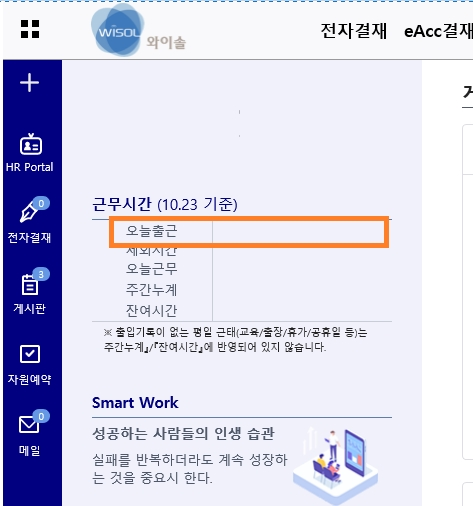 WISOL 와이솔
전자결재 eAcc결재
HR Portal
0
전자결재
3
게시판
자원예약
0
메일
근무시간 (10.23 기준)
오늘출근
제외시간
오늘근무
주간누계
잔여시간
※ 출입기록이 없는 평일 근태(교육/출장/휴가/공휴일 등)는
주간누계』/『잔여시간』에 반영되어 있지 않습니다.
Smart Work
성공하는 사람들의 인생 습관
실패를 반복하더라도 계속 성장하
는 것을 중요시 한다.